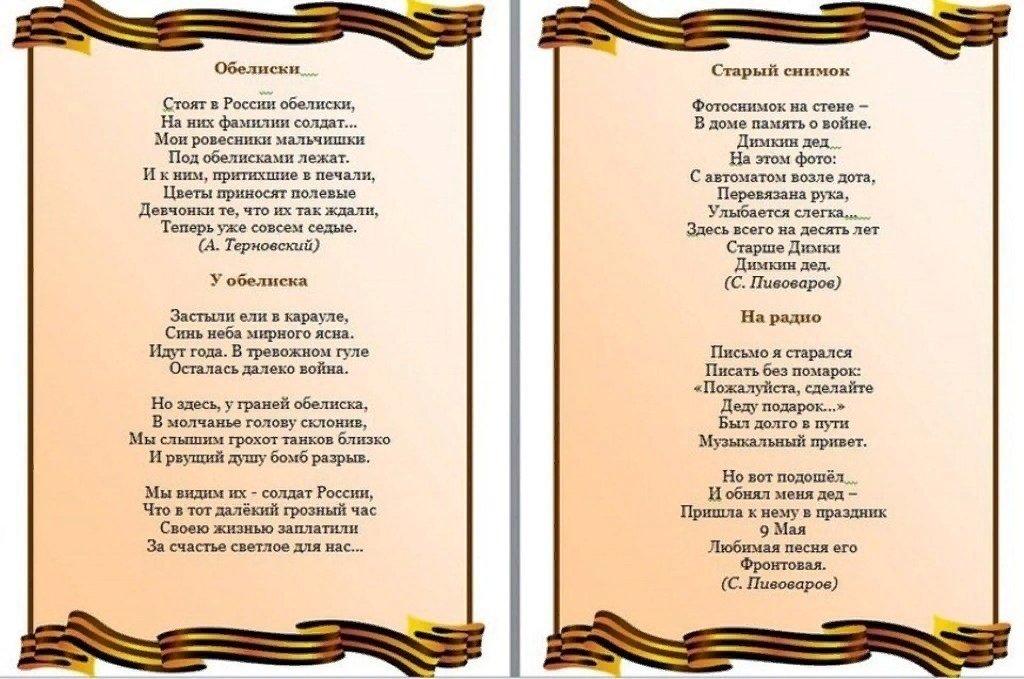 Обелиски
Стоят в России обелиски,
На них фамилии солдат...
Мои ровесники мальчишки
Под обелисками лежат.
И к ним, притихшие в печали,
Цветы приносят полевые
Девчонки те, что их так ждали,
Теперь уже совсем седые.
(А. Терновский)
У обелиска
Застыли ели в карауле,
Синь неба мирного ясна.
Идут года. В тревожном гуле
Осталась далеко война.
Но здесь, у граней обелиска,
В молчанье голову склонив,
Мы слышим грохот танков близко
И рвущий душу бомб разрыв.
Мы видим их - солдат России,
Что в тот далёкий грозный час
Своею жизнью заплатили
За счастье светлое для нас...
Старый снимок
Фотоснимок на стене –
В доме память о войне.
Димкин дед
На этом фото:
С автоматом возле дота,
Перевязана рука,
Улыбается слегка...
Здесь всего на десять лет
Старше Димки
Димкин дед.
(С. Пивоваров)
На радио
Письмо я старался
Писать без помарок:
«Пожалуйста, сделайте
Деду подарок...»
Был долго в пути
Музыкальный привет.
Но вот подошёл
И обнял меня дед –
Пришла к нему в праздник
9 Мая
Любимая песня его
Фронтовая.
(С. Пивоваров)